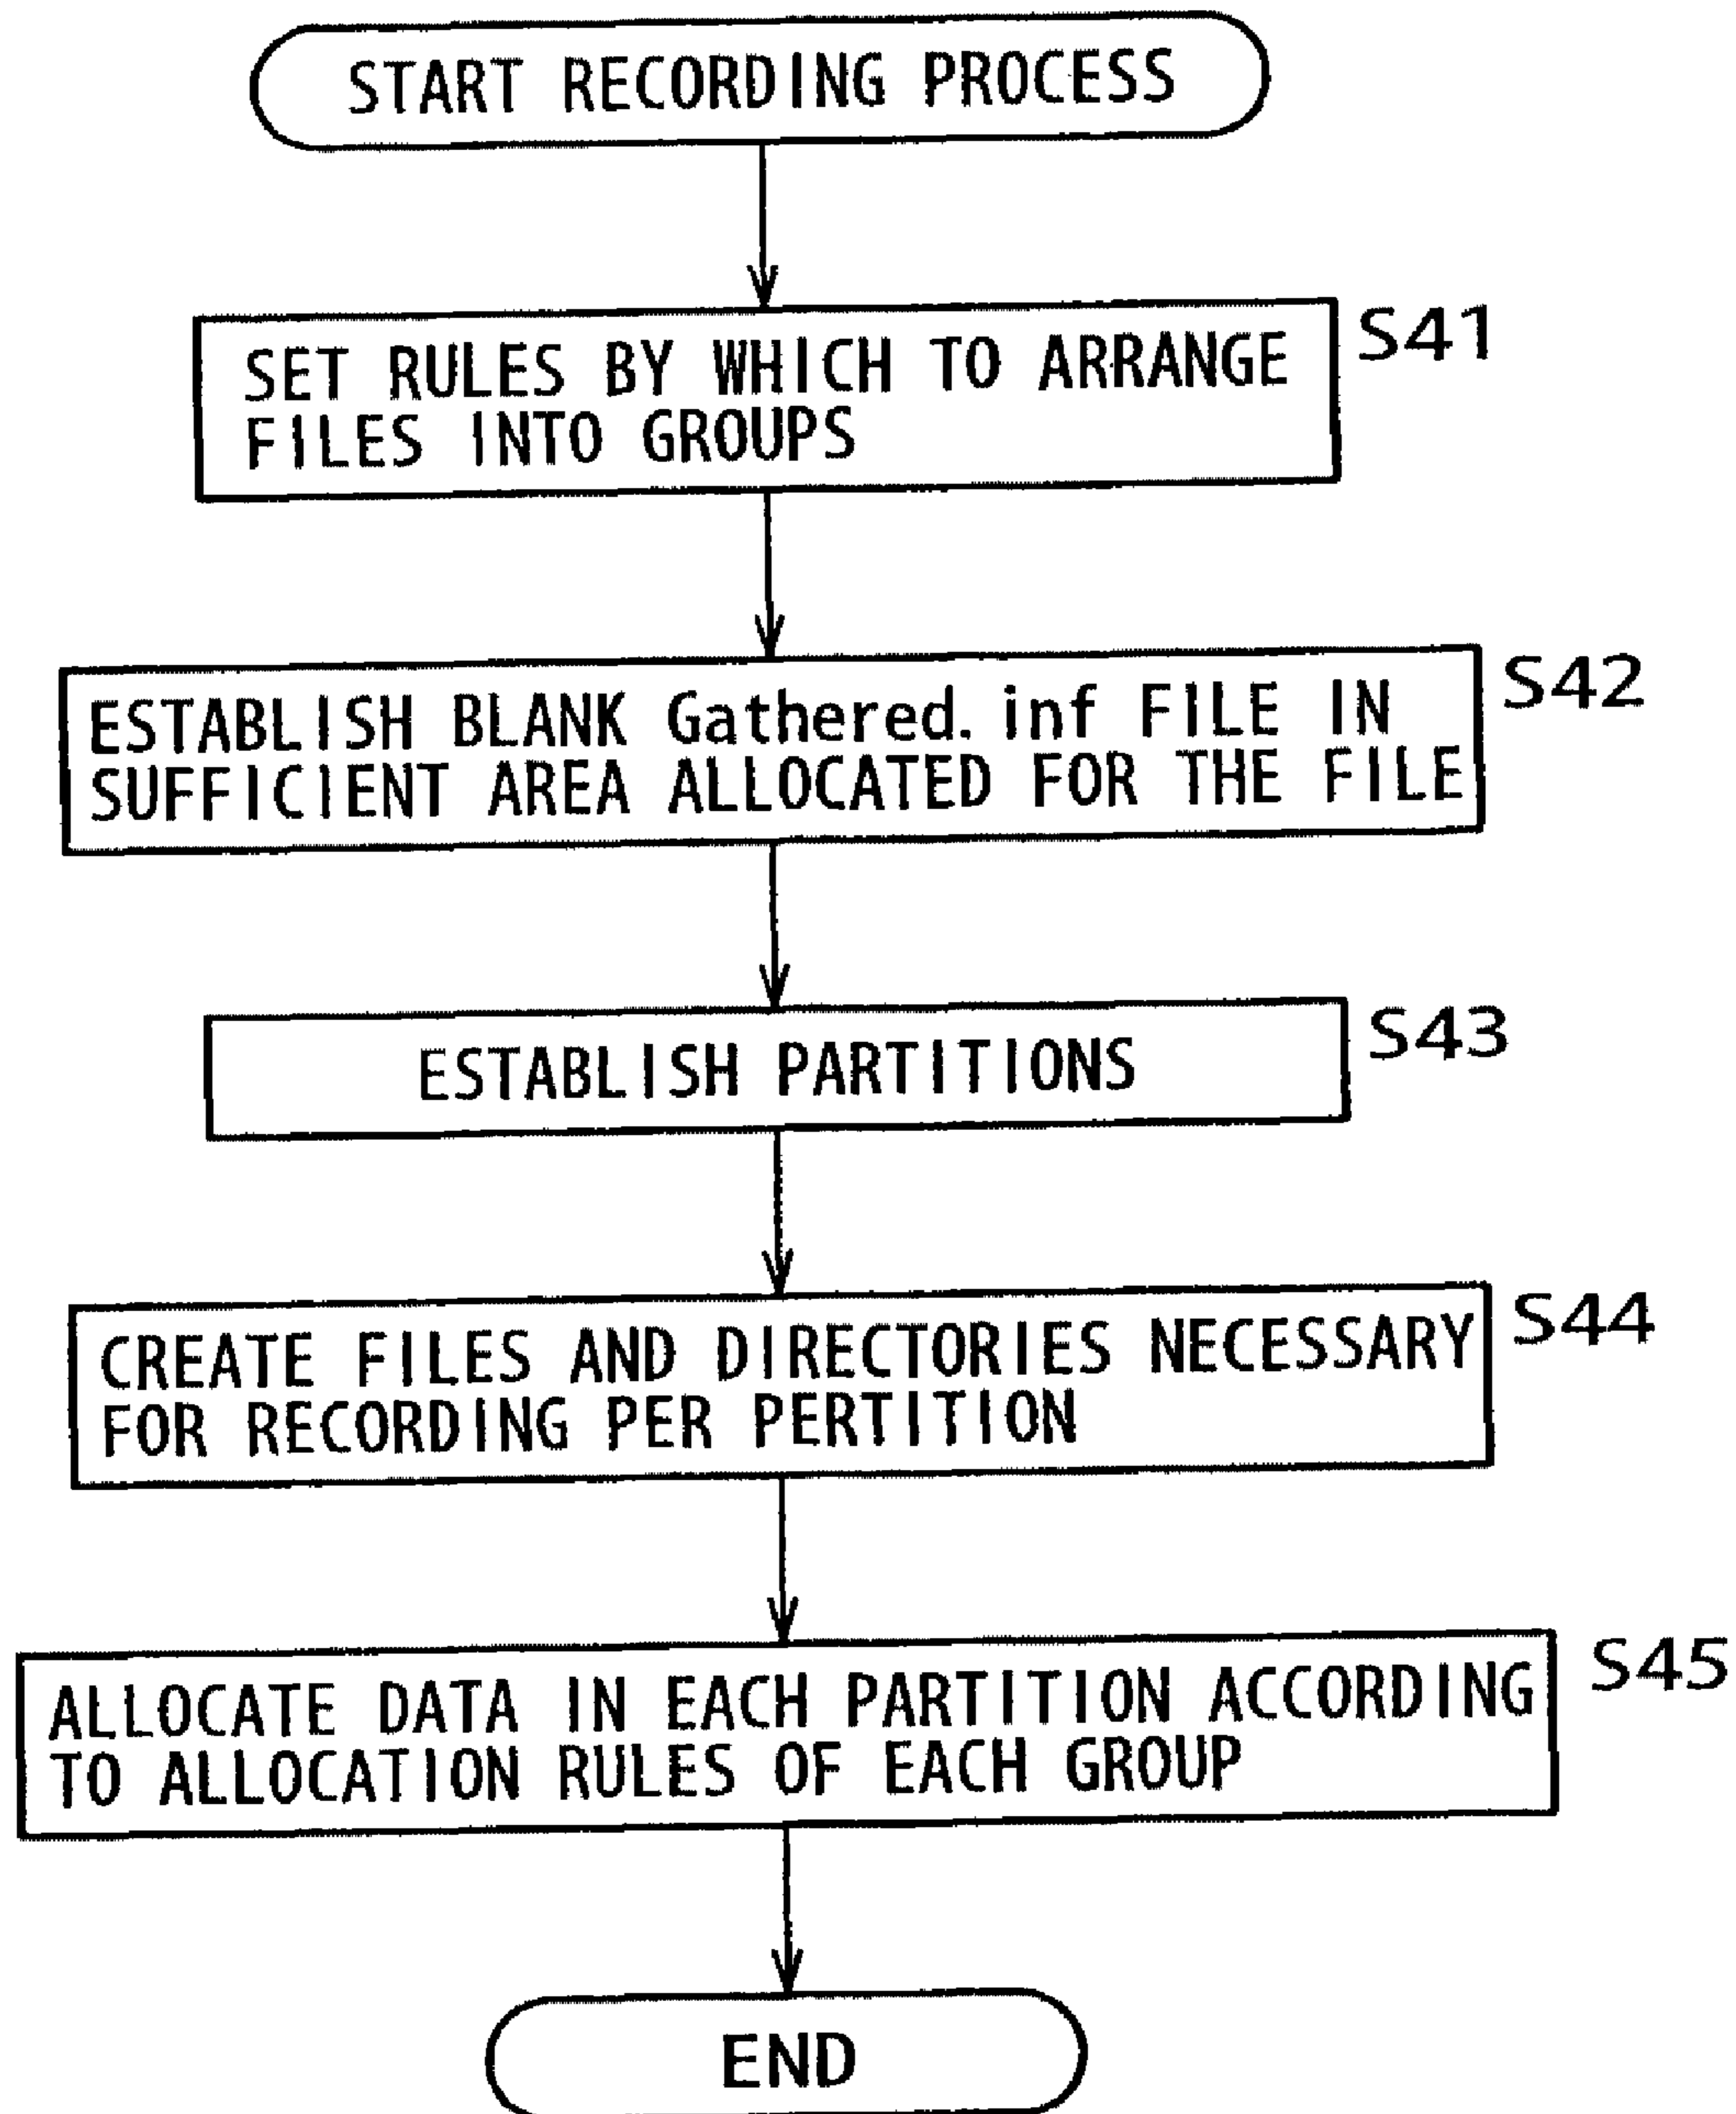 START RECORDING PROCESS
SET RULES BY WHICH TO ARRANGE
FILES INTO GROUPS
S41
ESTABLISH BLANK Gathered. inf FILE IN
SUFFICIENT AREA ALLOCATED FOR THE FILE
S42
ESTABLISH PARTITIONS
S43
CREATE FILES AND DIRECTORIES NECESSARY
FOR RECORDING PER PERTITION
S44
ALLOCATE DATA IN EACH PARTITION ACCORDING
TO ALLOCATION RULES OF EACH GROUP
S45
END